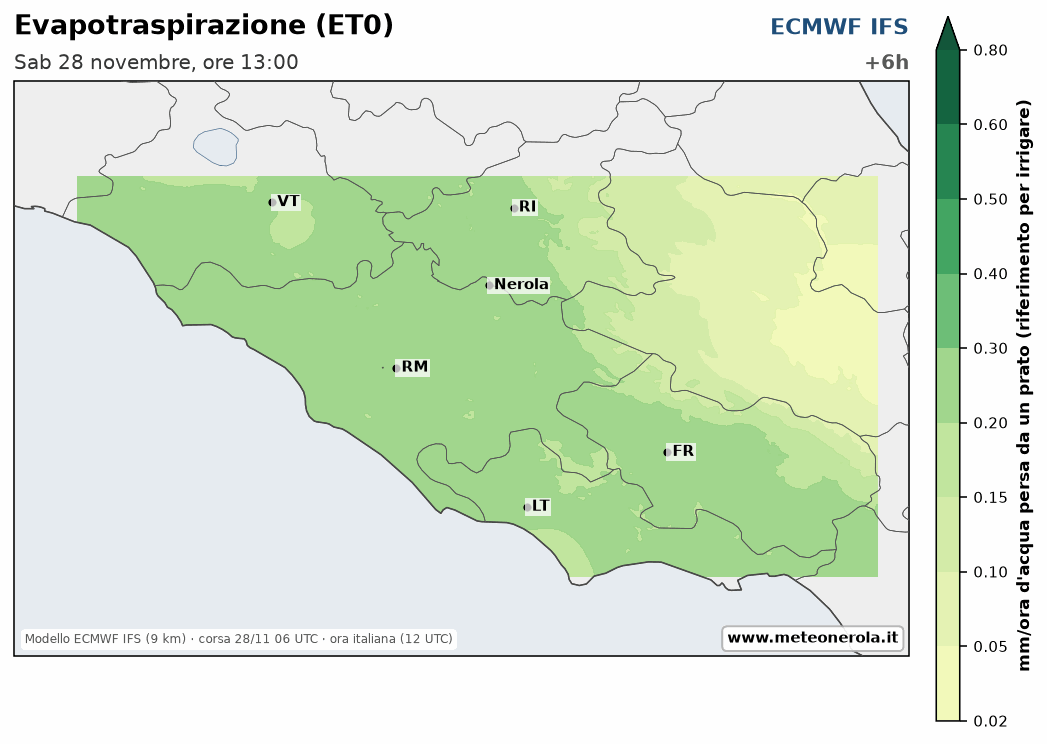 Evapotraspirazione (ET0)
ECMWF IFS
Sab 28 novembre, ore 13:00
+6h
VT
RI
Nerola
RM
FR
LT
Modello ECMWF IFS (9 km) · corsa 28/11 06 UTC · ora italiana (12 UTC)
www.meteonerola.it
0.80
0.60
0.50
0.40
0.30
0.20
0.15
0.10
0.05
0.02
mm/ora d'acqua persa da un prato (riferimento per irrigare)